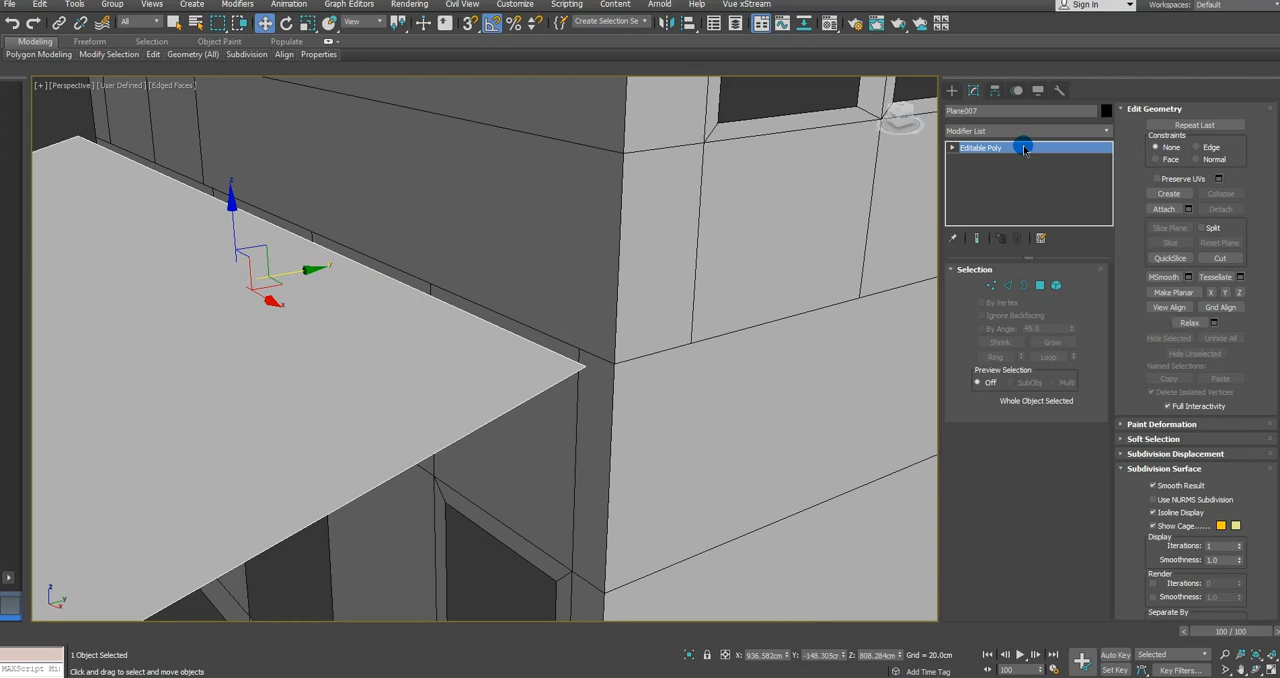 File Edit Tools Group Views Create Modifiers Animation Graph Editors Rendering Civil View Customize Scripting Content Arnold Help Vue xStream Sign In Workspaces: Default
All View Create Selection Se
Modeling Freeform Selection Object Paint Populate
Polygon Modeling Modify Selection Edit Geometry (All) Subdivision Align Properties
[+] [Perspective] [User Defined] [Edged Faces]
Plane007
Modifier List
Editable Poly
Selection
By Vertex
Ignore Backfacing
By Angle: 45.0
Shrink Grow
Ring Loop
Preview Selection
Off SubObj Multi
Whole Object Selected
Edit Geometry
Repeat Last
Constraints
None Edge
Face Normal
Preserve UVs
Create Collapse
Attach Detach
Slice Plane Split
Slice Reset Plane
QuickSlice Cut
MSmooth Tessellate
Make Planar X Y Z
View Align Grid Align
Relax
Hide Selected Unhide All
Hide Unselected
Named Selections:
Copy Paste
Delete Isolated Vertices
Full Interactivity
Paint Deformation
Soft Selection
Subdivision Displacement
Subdivision Surface
Smooth Result
Use NURMS Subdivision
Isoline Display
Show Cage......
Display
Iterations: 1
Smoothness: 1.0
Render
Iterations: 0
Smoothness: 1.0
Separate By
z
y
x
z
y
x
100 / 100
1 Object Selected
MAXScript Mi
Click and drag to select and move objects
X: 936.582cm Y: -148.305cm Z: 808.284cm Grid = 20.0cm
Add Time Tag
100
Auto Key Selected
Set Key Key Filters...